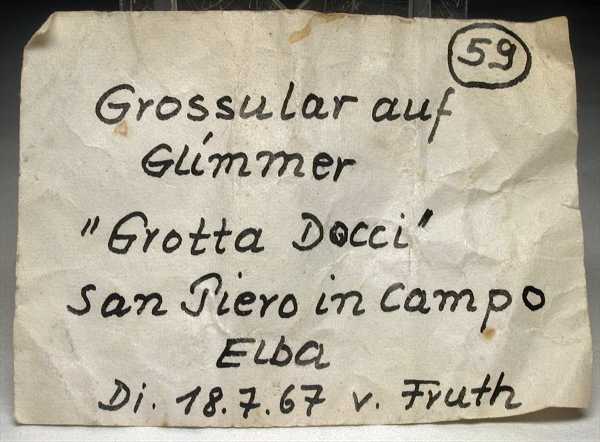 59
Grossular auf
Glimmer
"Grotta Docci"
San Piero in Campo
Elba
Di. 18.7.67 v. Fruth